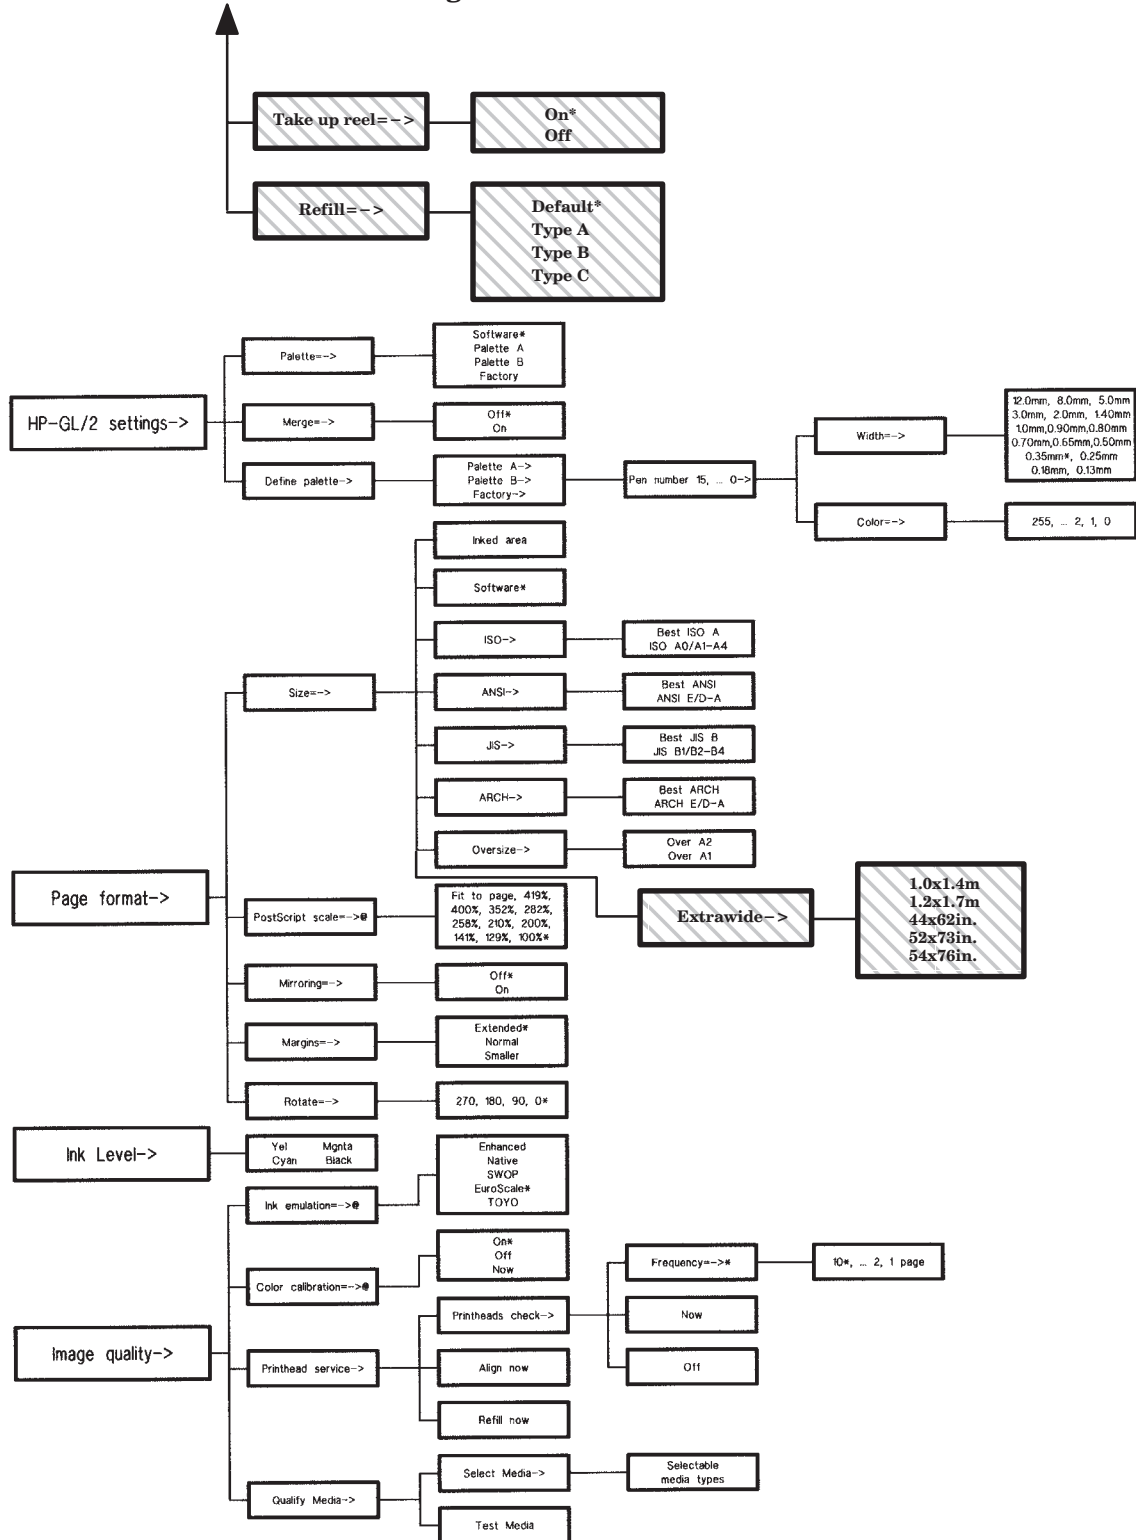 Take up reel=->
On*
Off
Refill=->
Default*
Type A
Type B
Type C
HP-GL/2 settings->
Palette=->
Software*
Palette A
Palette B
Factory
Merge=->
Off*
On
Define palette->
Palette A->
Palette B->
Factory->
Pen number 15, ... 0->
Width=->
12.0mm, 8.0mm, 5.0mm
3.0mm, 2.0mm, 1.40mm
1.0mm,0.90mm,0.80mm
0.70mm,0.65mm,0.50mm
0.35mm*, 0.25mm
0.18mm, 0.13mm
Color=->
255, ... 2, 1, 0
Page format->
Size=->
Inked area
Software*
ISO->
Best ISO A
ISO A0/A1-A4
ANSI->
Best ANSI
ANSI E/D-A
JIS->
Best JIS B
JIS B1/B2-B4
ARCH->
Best ARCH
ARCH E/D-A
Oversize->
Over A2
Over A1
Extrawide->
1.0x1.4m
1.2x1.7m
44x62in.
52x73in.
54x76in.
PostScript scale=->@
Fit to page, 419%,
400%, 352%, 282%,
258%, 210%, 200%,
141%, 129%, 100%*
Mirroring=->
Off*
On
Margins=->
Extended*
Normal
Smaller
Rotate=->
270, 180, 90, 0*
Ink Level->
Yel Mgnta
Cyan Black
Image quality->
Ink emulation=->@
Enhanced
Native
SWOP
EuroScale*
TOYO
Color calibration=->@
On*
Off
Now
Printhead service->
Printheads check->
Frequency=->*
10*, ... 2, 1 page
Now
Off
Align now
Refill now
Qualify Media->
Select Media->
Selectable
media types
Test Media